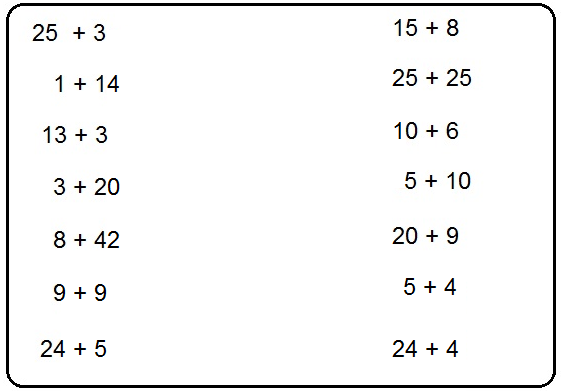 25 + 3
1 + 14
13 + 3
3 + 20
8 + 42
9 + 9
24 + 5
15 + 8
25 + 25
10 + 6
5 + 10
20 + 9
5 + 4
24 + 4